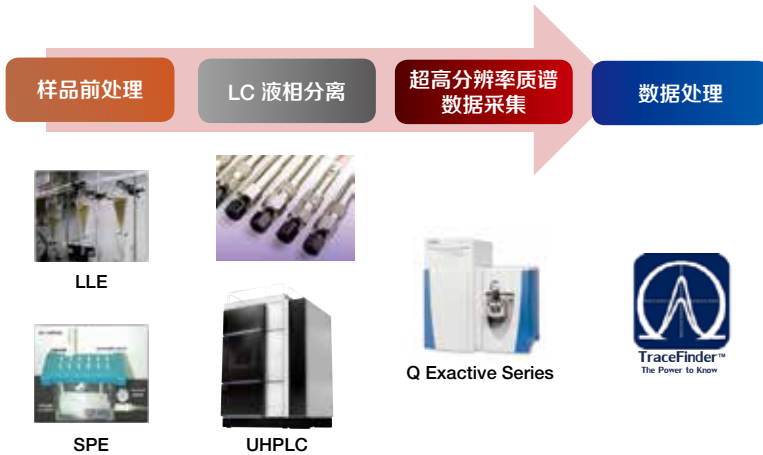 样品前处理
LC 液相分离
超高分辨率质谱
数据采集
数据处理
LLE
SPE
UHPLC
Q Exactive Series
TraceFinder™
The Power to Know